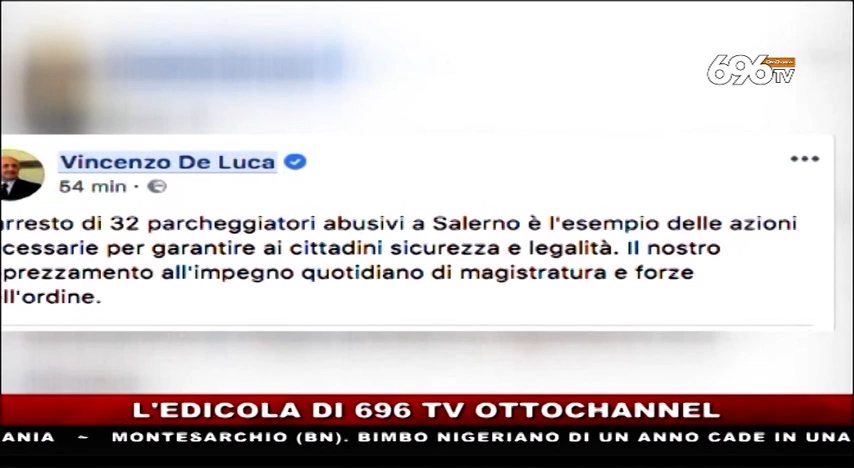 696 TV
Vincenzo De Luca
54 min ·
rresto di 32 parcheggiatori abusivi a Salerno è l'esempio delle azioni
cessarie per garantire ai cittadini sicurezza e legalità. Il nostro
prezzamento all'impegno quotidiano di magistratura e forze
ll'ordine.
L'EDICOLA DI 696 TV OTTOCHANNEL
ANIA ~ MONTESARCHIO (BN). BIMBO NIGERIANO DI UN ANNO CADE IN UNA